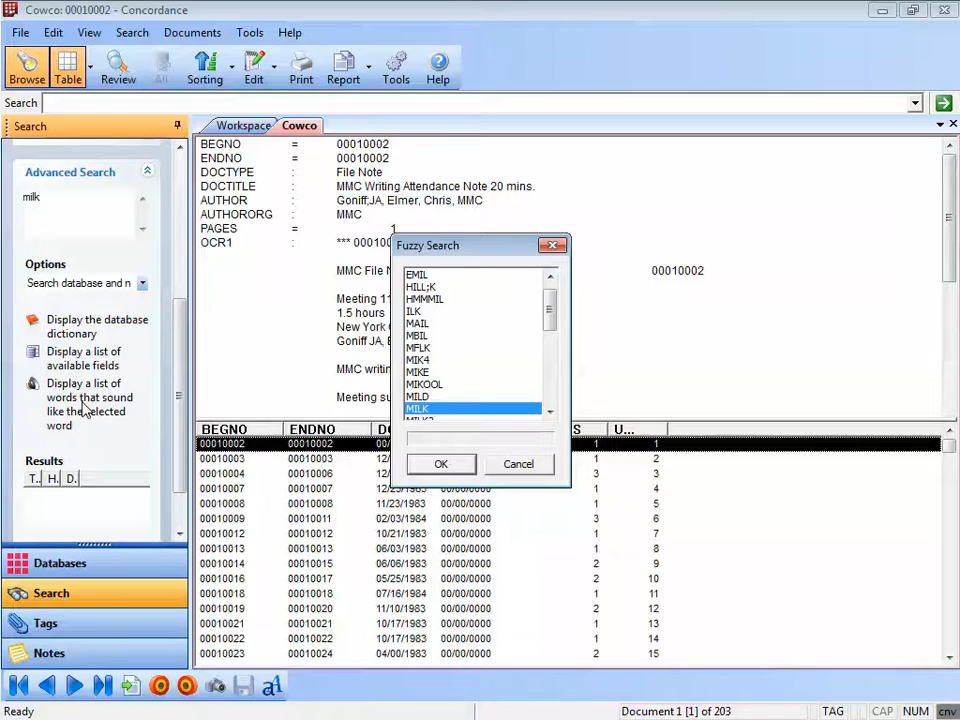 Cowco: 00010002 - Concordance
File Edit View Search Documents Tools Help
Browse Table Review All Sorting Edit Print Report Tools Help
Search
Search
Workspace Cowco
Advanced Search
milk
Options
Search database and n
Display the database
dictionary
Display a list of
available fields
Display a list of
words that sound
like the selected
word
Results
T.. H. D.
Databases
Search
Tags
Notes
BEGNO = 00010002
ENDNO = 00010002
DOCTYPE : File Note
DOCTITLE : MMC Writing Attendance Note 20 mins.
AUTHOR : Goniff;JA, Elmer, Chris, MMC
AUTHORORG : MMC
PAGES = 1
OCR1 : *** 00010
MMC File N 00010002
Meeting 11
1.5 hours
New York
Goniff JA,
MMC writin
Meeting su
Fuzzy Search
EMIL
HILL;K
HMMMIL
ILK
MAIL
MBIL
MFLK
MIK4
MIKE
MIKOOL
MILD
MILK
OK Cancel
BEGNO ENDNO S U...
00010002 00010002 00/ 00/00/0000 1 1
00010003 00010003 12/ 1 2
00010004 00010006 12/ 3 3
00010007 00010007 12/23/1983 00/00/0000 1 4
00010008 00010008 11/23/1983 00/00/0000 1 5
00010009 00010011 02/03/1984 00/00/0000 3 6
00010012 00010012 10/21/1983 00/00/0000 1 7
00010013 00010013 06/03/1983 00/00/0000 1 8
00010014 00010015 06/06/1983 00/00/0000 2 9
00010016 00010017 05/25/1983 00/00/0000 2 10
00010018 00010018 07/16/1984 00/00/0000 1 11
00010019 00010020 11/10/1983 00/00/0000 2 12
00010021 00010021 10/17/1983 00/00/0000 1 13
00010022 00010022 10/17/1983 00/00/0000 1 14
00010023 00010024 04/00/1983 00/00/0000 2 15
Ready Document 1 [1] of 203 TAG CAP NUM cnv